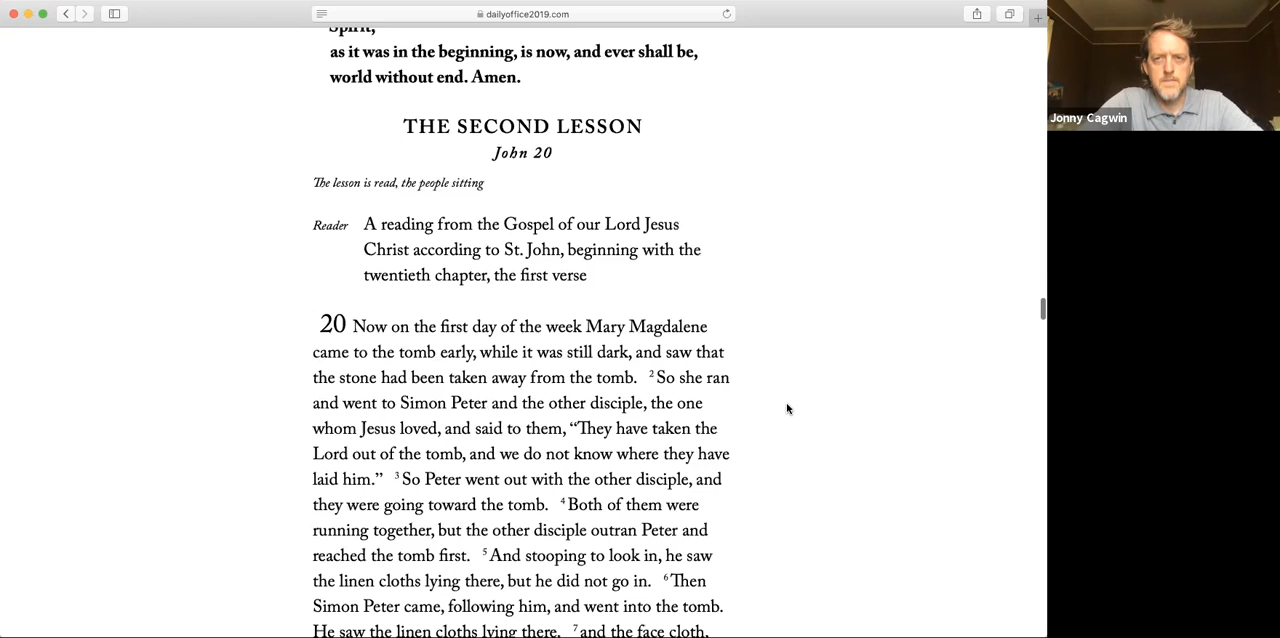 dailyoffice2019.com
Jonny Cagwin
Spirit,
as it was in the beginning, is now, and ever shall be,
world without end. Amen.
THE SECOND LESSON
John 20
The lesson is read, the people sitting
Reader A reading from the Gospel of our Lord Jesus
Christ according to St. John, beginning with the
twentieth chapter, the first verse
20 Now on the first day of the week Mary Magdalene
came to the tomb early, while it was still dark, and saw that
the stone had been taken away from the tomb. 2 So she ran
and went to Simon Peter and the other disciple, the one
whom Jesus loved, and said to them, “They have taken the
Lord out of the tomb, and we do not know where they have
laid him.” 3 So Peter went out with the other disciple, and
they were going toward the tomb. 4 Both of them were
running together, but the other disciple outran Peter and
reached the tomb first. 5 And stooping to look in, he saw
the linen cloths lying there, but he did not go in. 6 Then
Simon Peter came, following him, and went into the tomb.
He saw the linen cloths lying there, 7 and the face cloth,